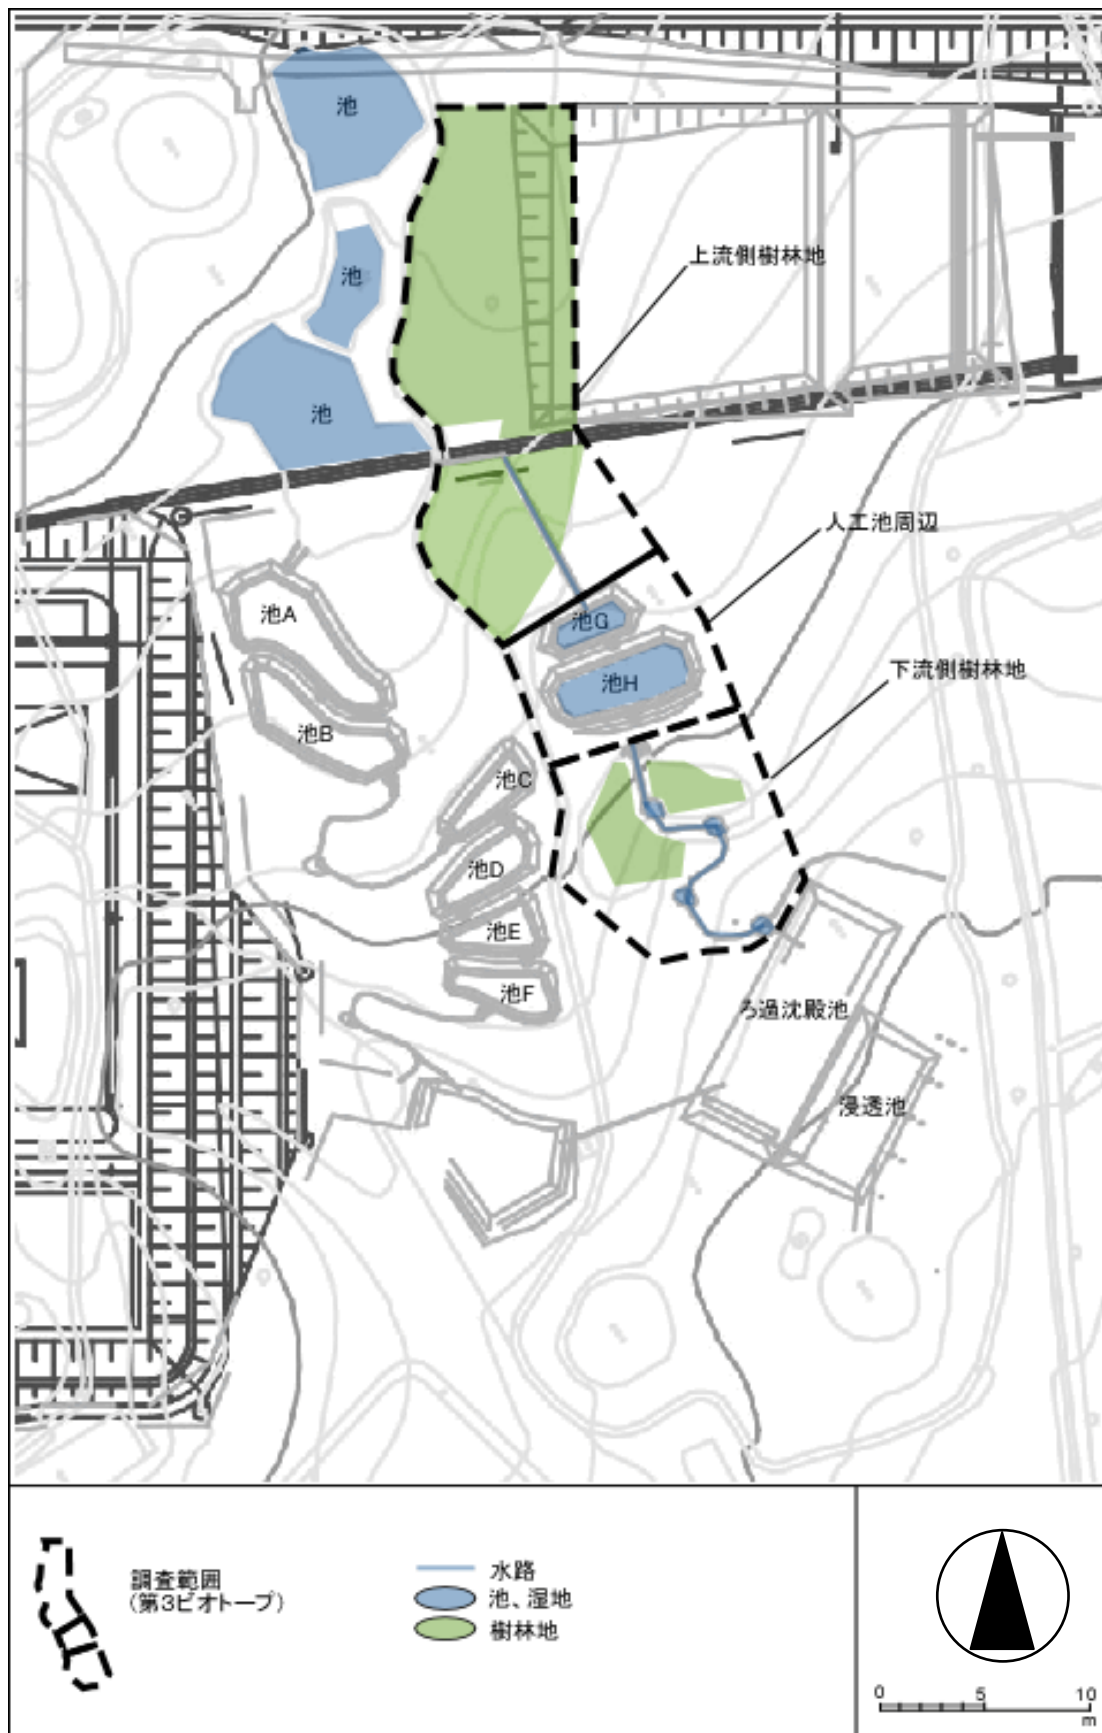 池
池
上流側樹林地
池
人工池周辺
池A
池G
下流側樹林地
池H
池B
池C
池D
池E
池F
ろ過沈殿池
浸透池
調査範囲
(第3ビオトープ)
水路
池、湿地
樹林地
0 5 10
m